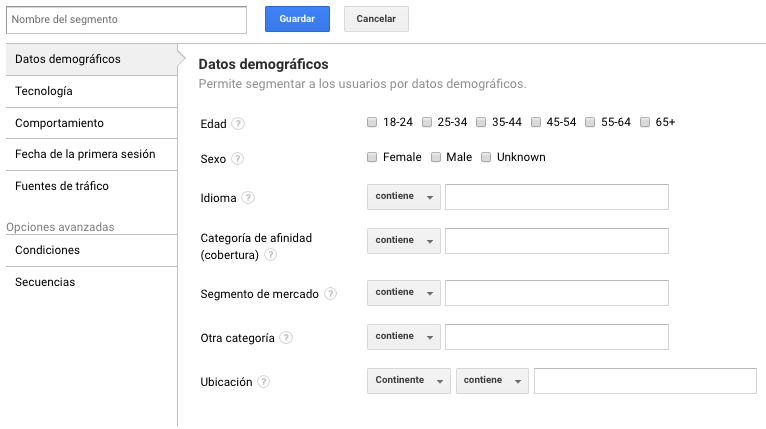 Nombre del segmento
Guardar
Cancelar
Datos demográficos
Tecnología
Comportamiento
Fecha de la primera sesión
Fuentes de tráfico
Opciones avanzadas
Condiciones
Secuencias
Datos demográficos
Permite segmentar a los usuarios por datos demográficos.
Edad ? 18-24 25-34 35-44 45-54 55-64 65+
Sexo ? Female Male Unknown
Idioma ? contiene
Categoría de afinidad
(cobertura) ? contiene
Segmento de mercado ? contiene
Otra categoría ? contiene
Ubicación ? Continente contiene